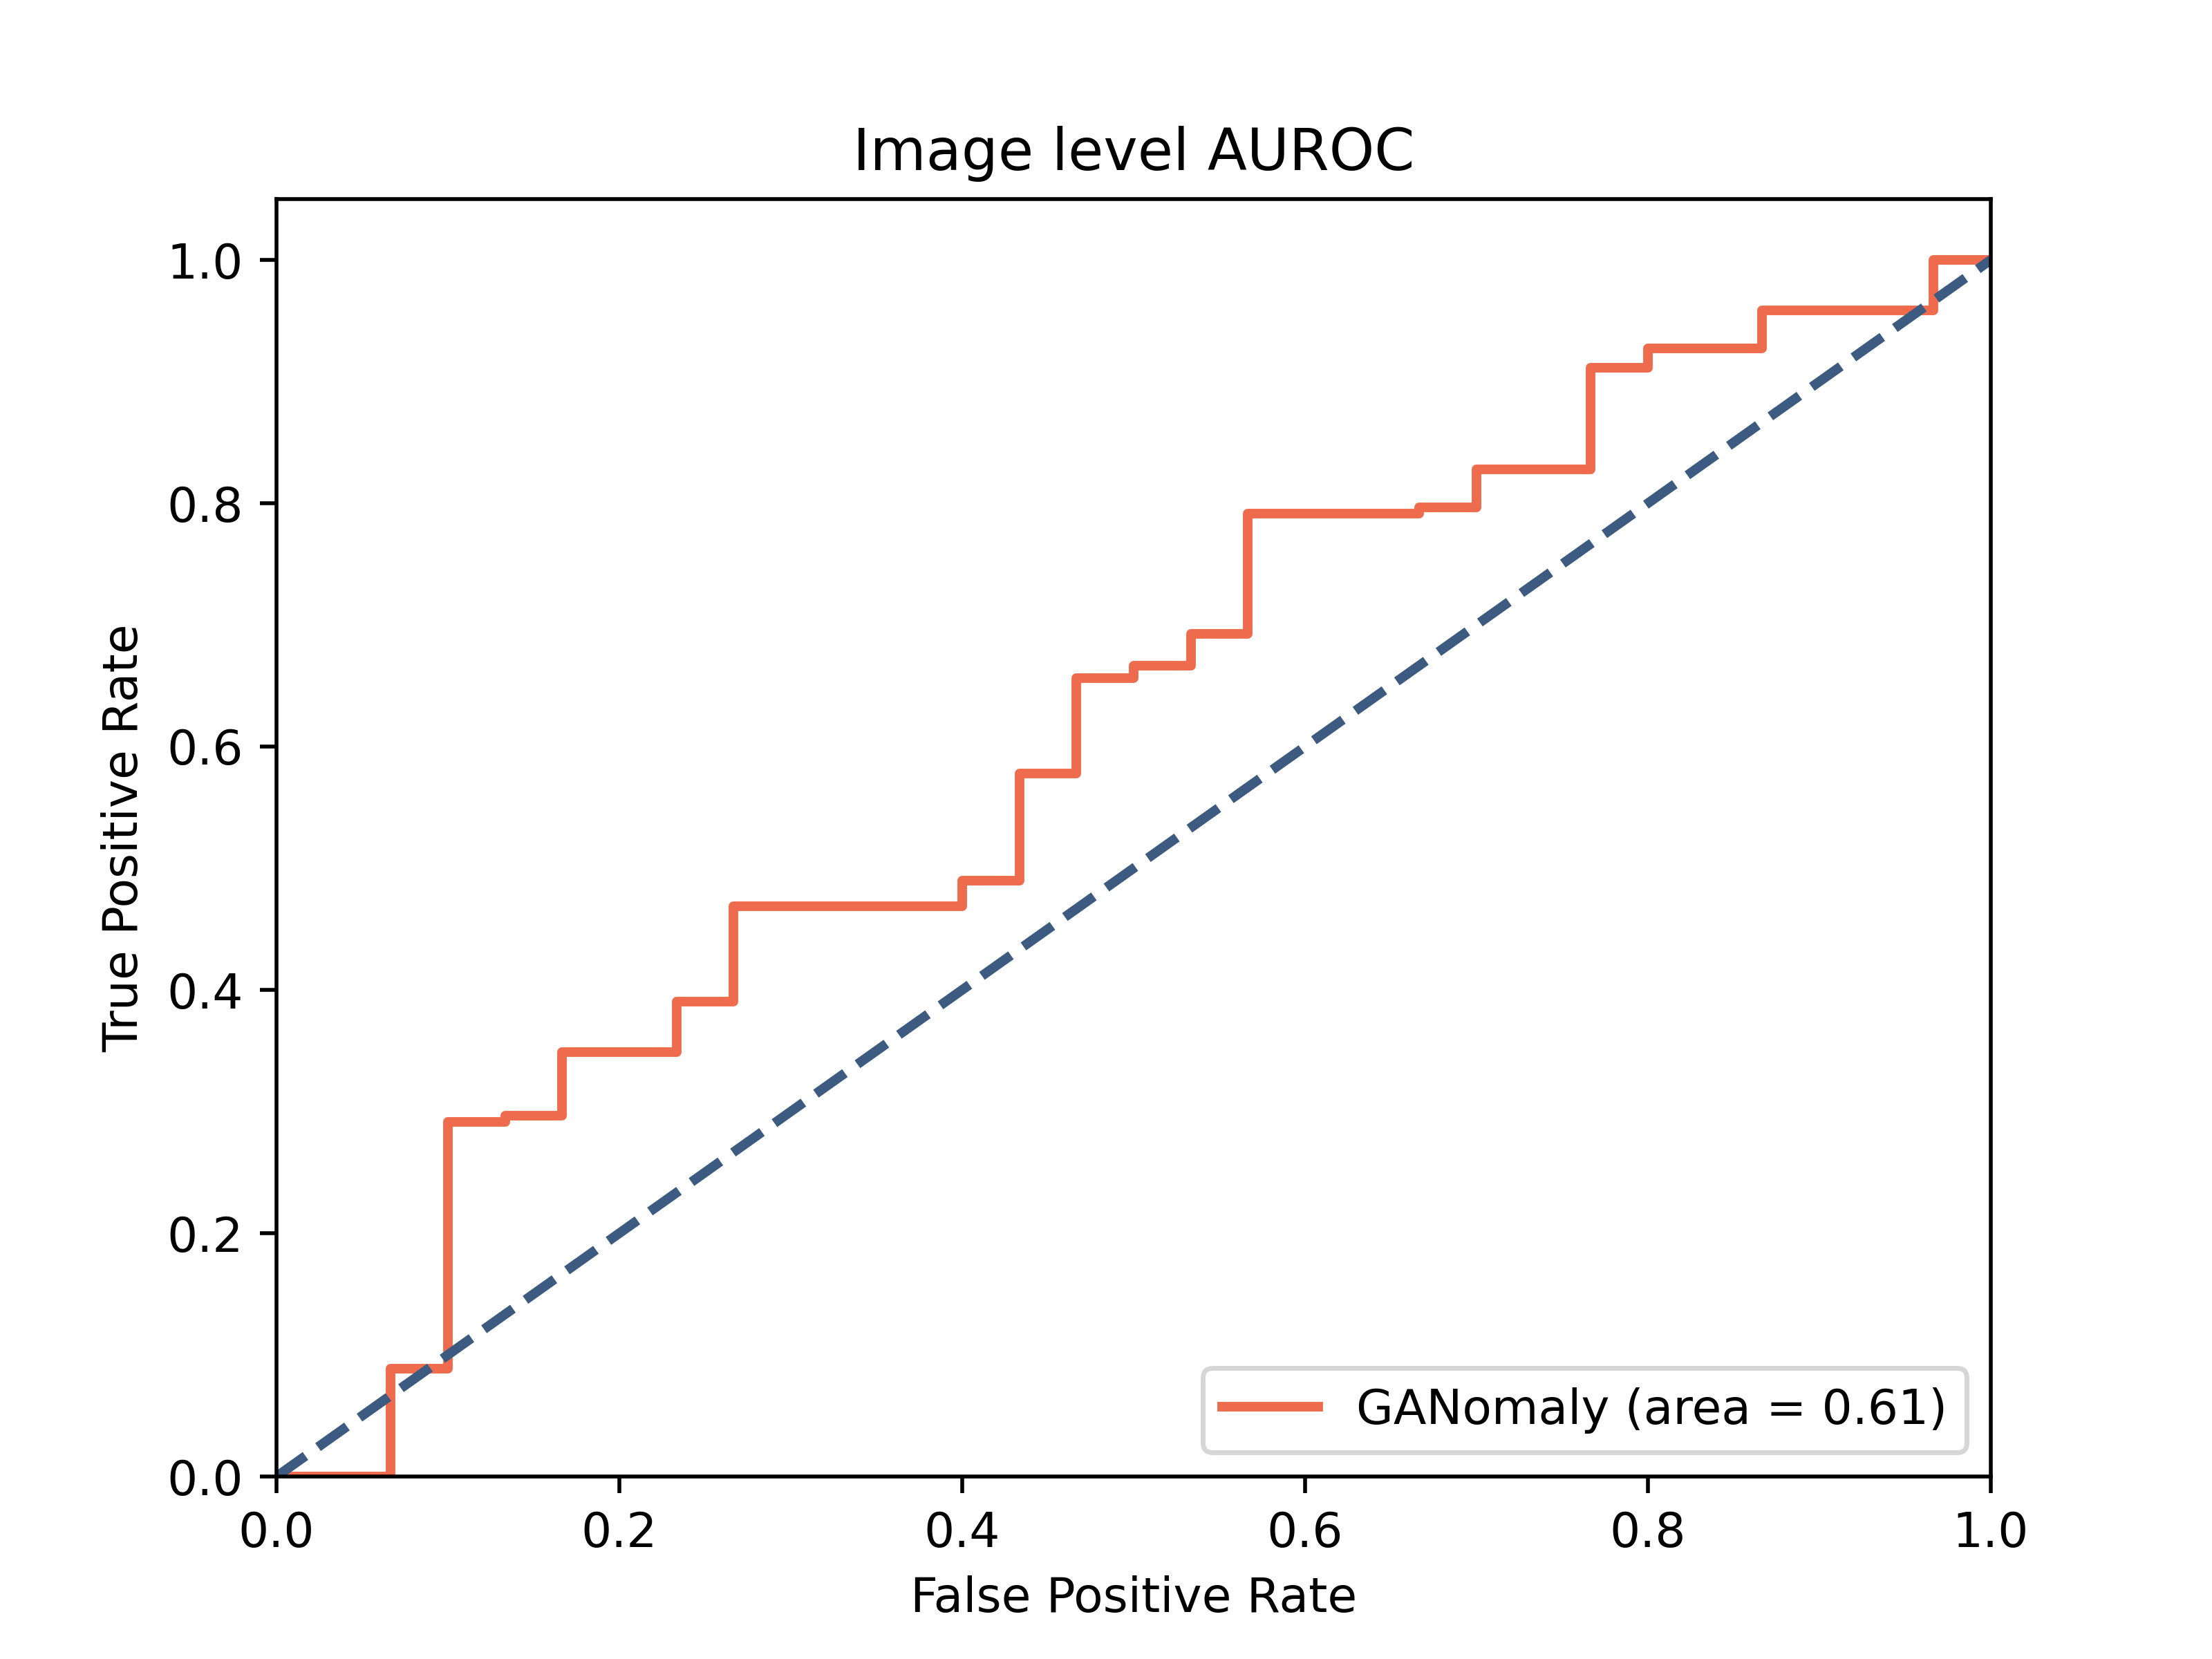 Image level AUROC
1.0
0.8
0.6
0.4
0.2
0.0
True Positive Rate
GANomaly (area = 0.61)
0.0 0.2 0.4 0.6 0.8 1.0
False Positive Rate